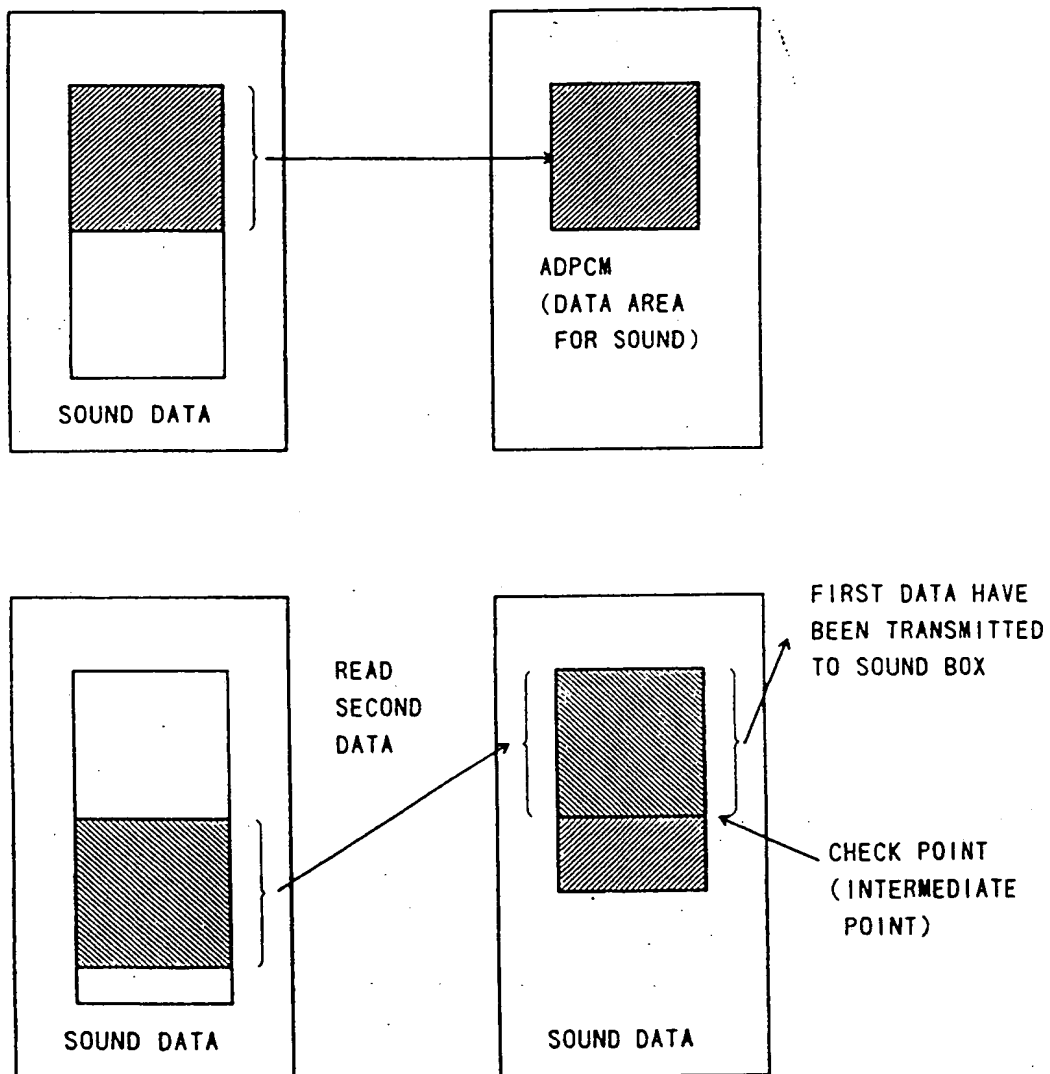 ADPCM
(DATA AREA
FOR SOUND)
SOUND DATA
FIRST DATA HAVE
BEEN TRANSMITTED
TO SOUND BOX
READ
SECOND
DATA
CHECK POINT
(INTERMEDIATE
POINT)
SOUND DATA
SOUND DATA